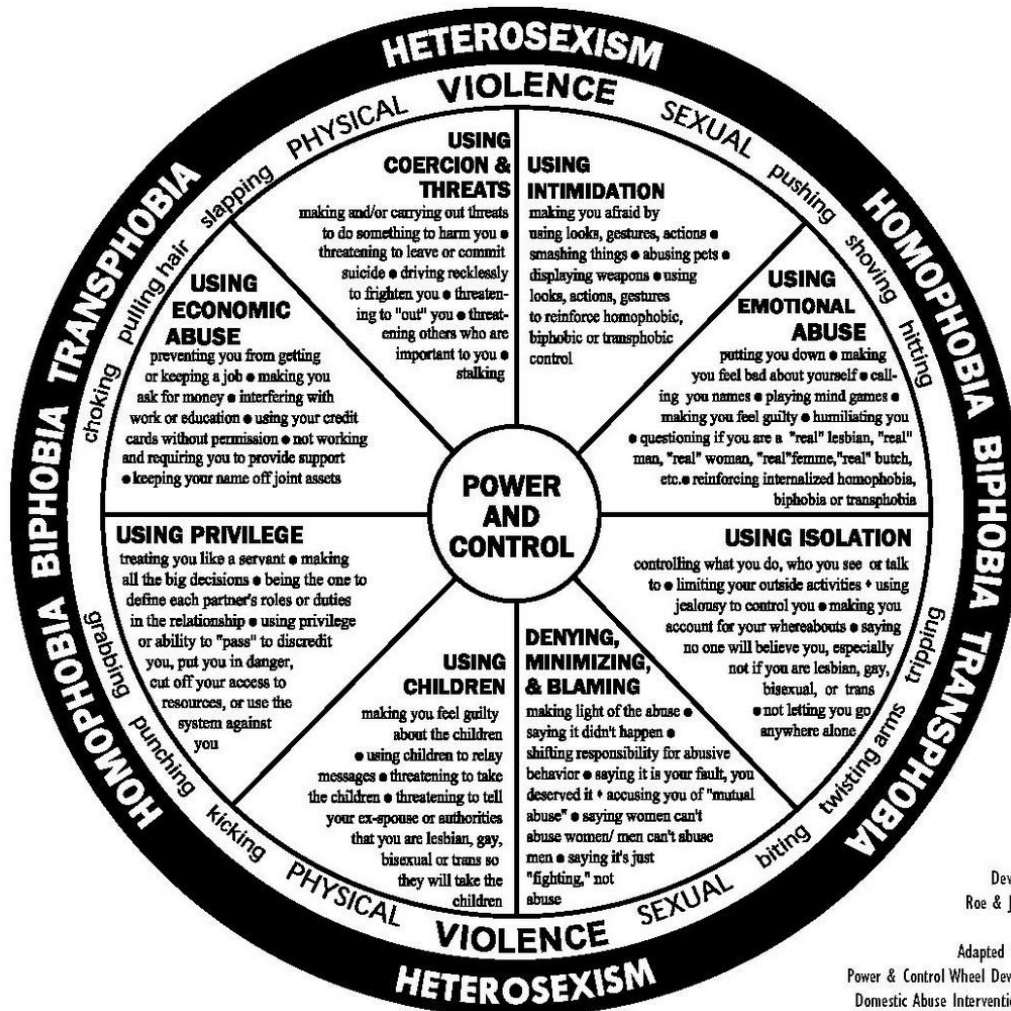 HETEROSEXISM
HOMOPHOBIA BIPHOBIA TRANSPHOBIA
HETEROSEXISM
HOMOPHOBIA BIPHOBIA TRANSPHOBIA
PHYSICAL VIOLENCE SEXUAL
pushing shoving hitting
tripping twisting arms biting
SEXUAL VIOLENCE PHYSICAL
kicking punching grabbing
choking pulling hair slapping
POWER
AND
CONTROL
USING
COERCION &
THREATS
making and/or carrying out threats
to do something to harm you ●
threatening to leave or commit
suicide ● driving recklessly
to frighten you ● threaten-
ing to "out" you ● threat-
ening others who are
important to you ●
stalking
USING
INTIMIDATION
making you afraid by
using looks, gestures, actions ●
smashing things ● abusing pets ●
displaying weapons ● using
looks, actions, gestures
to reinforce homophobic,
biphobic or transphobic
control
USING
EMOTIONAL
ABUSE
putting you down ● making
you feel bad about yourself ● call-
ing you names ● playing mind games ●
making you feel guilty ● humiliating you
● questioning if you are a "real" lesbian, "real"
man, "real" woman, "real"femme,"real" butch,
etc.● reinforcing internalized homophobia,
biphobia or transphobia
USING ISOLATION
controlling what you do, who you see or talk
to ● limiting your outside activities ♦ using
jealousy to control you ● making you
account for your whereabouts ● saying
no one will believe you, especially
not if you are lesbian, gay,
bisexual, or trans
● not letting you go
anywhere alone
DENYING,
MINIMIZING,
& BLAMING
making light of the abuse ●
saying it didn't happen ●
shifting responsibility for abusive
behavior ● saying it is your fault, you
deserved it ♦ accusing you of "mutual
abuse" ● saying women can't
abuse women/ men can't abuse
men ● saying it's just
"fighting," not
abuse
USING
CHILDREN
making you feel guilty
about the children
● using children to relay
messages ● threatening to take
the children ● threatening to tell
your ex-spouse or authorities
that you are lesbian, gay,
bisexual or trans so
they will take the
children
USING PRIVILEGE
treating you like a servant ● making
all the big decisions ● being the one to
define each partner's roles or duties
in the relationship ● using privilege
or ability to "pass" to discredit
you, put you in danger,
cut off your access to
resources, or use the
system against
you
USING
ECONOMIC
ABUSE
preventing you from getting
or keeping a job ● making you
ask for money ● interfering with
work or education ● using your credit
cards without permission ● not working
and requiring you to provide support
● keeping your name off joint assets
Dev
Roe & J
Adapted
Power & Control Wheel Dev
Domestic Abuse Interventio